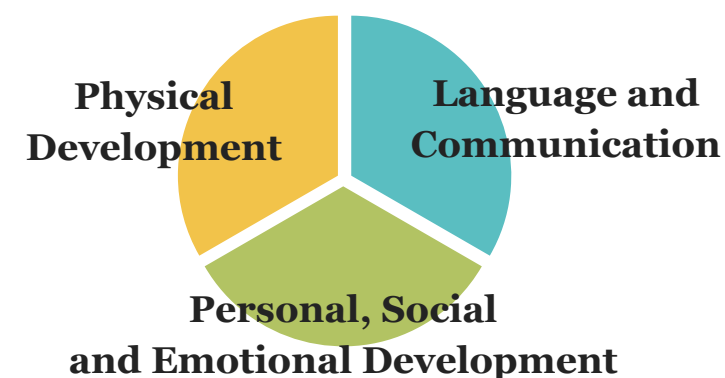 Physical
Development
Language and
Communication
Personal, Social
and Emotional Development